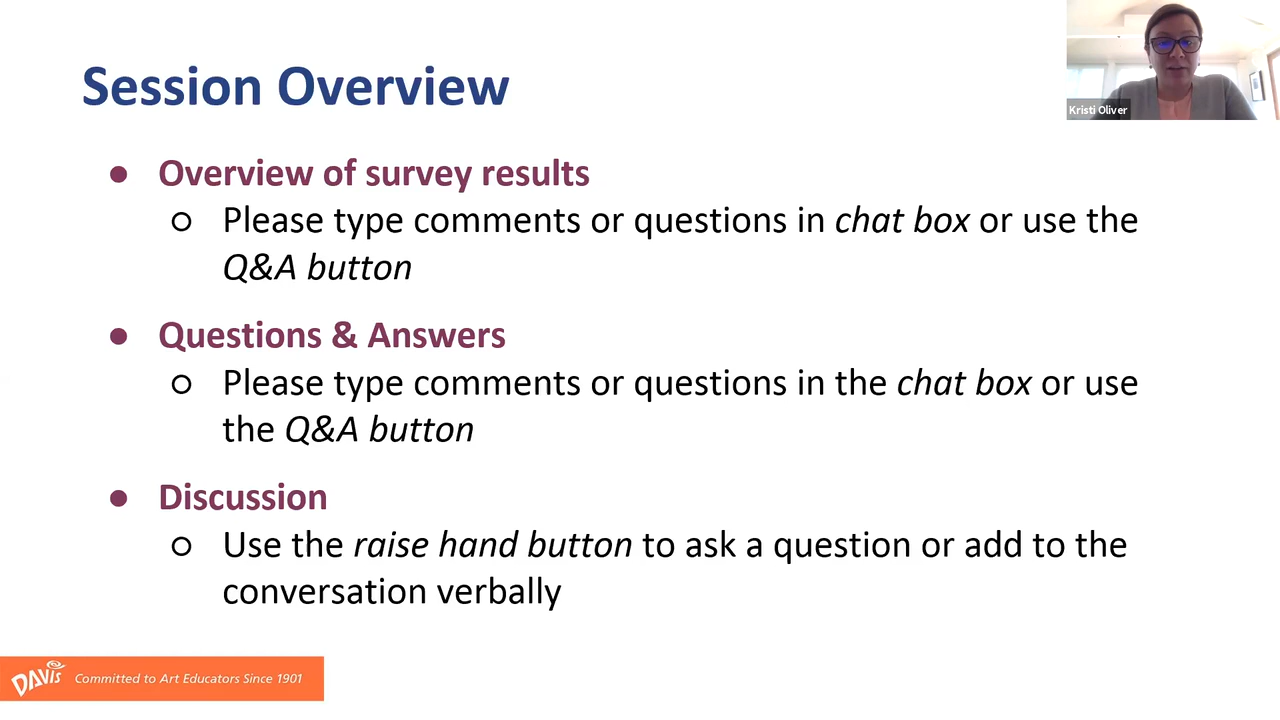 Session Overview
Kristi Oliver
● Overview of survey results
○ Please type comments or questions in chat box or use the
Q&A button
● Questions & Answers
○ Please type comments or questions in the chat box or use
the Q&A button
● Discussion
○ Use the raise hand button to ask a question or add to the
conversation verbally
DAVIS Committed to Art Educators Since 1901